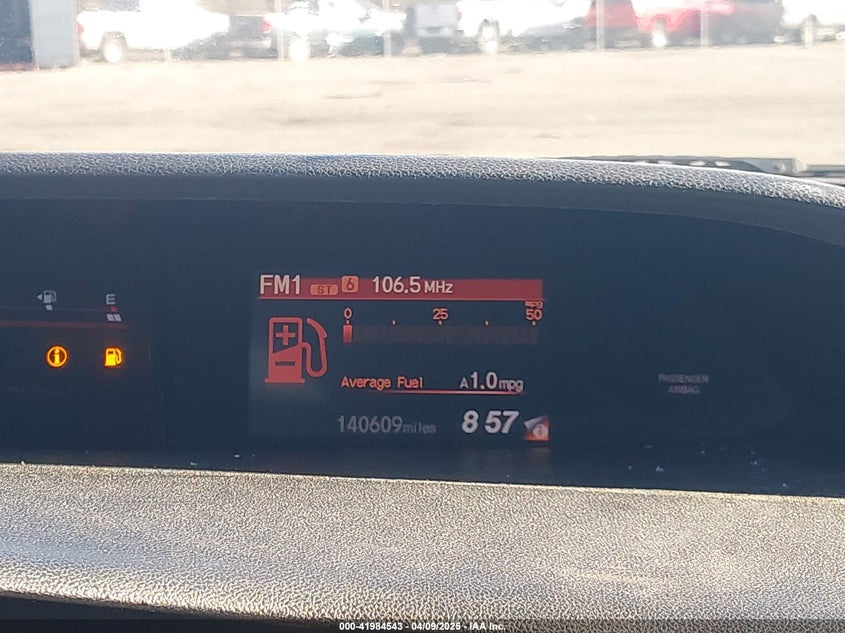 FM1 ST 6 106.5 MHz
mpg
0 25 50
E
Average Fuel A 1.0 mpg
PASSENGER
AIRBAG
140609 miles 8 57
000-41984543 - 04/09/2025 - IAA Inc.